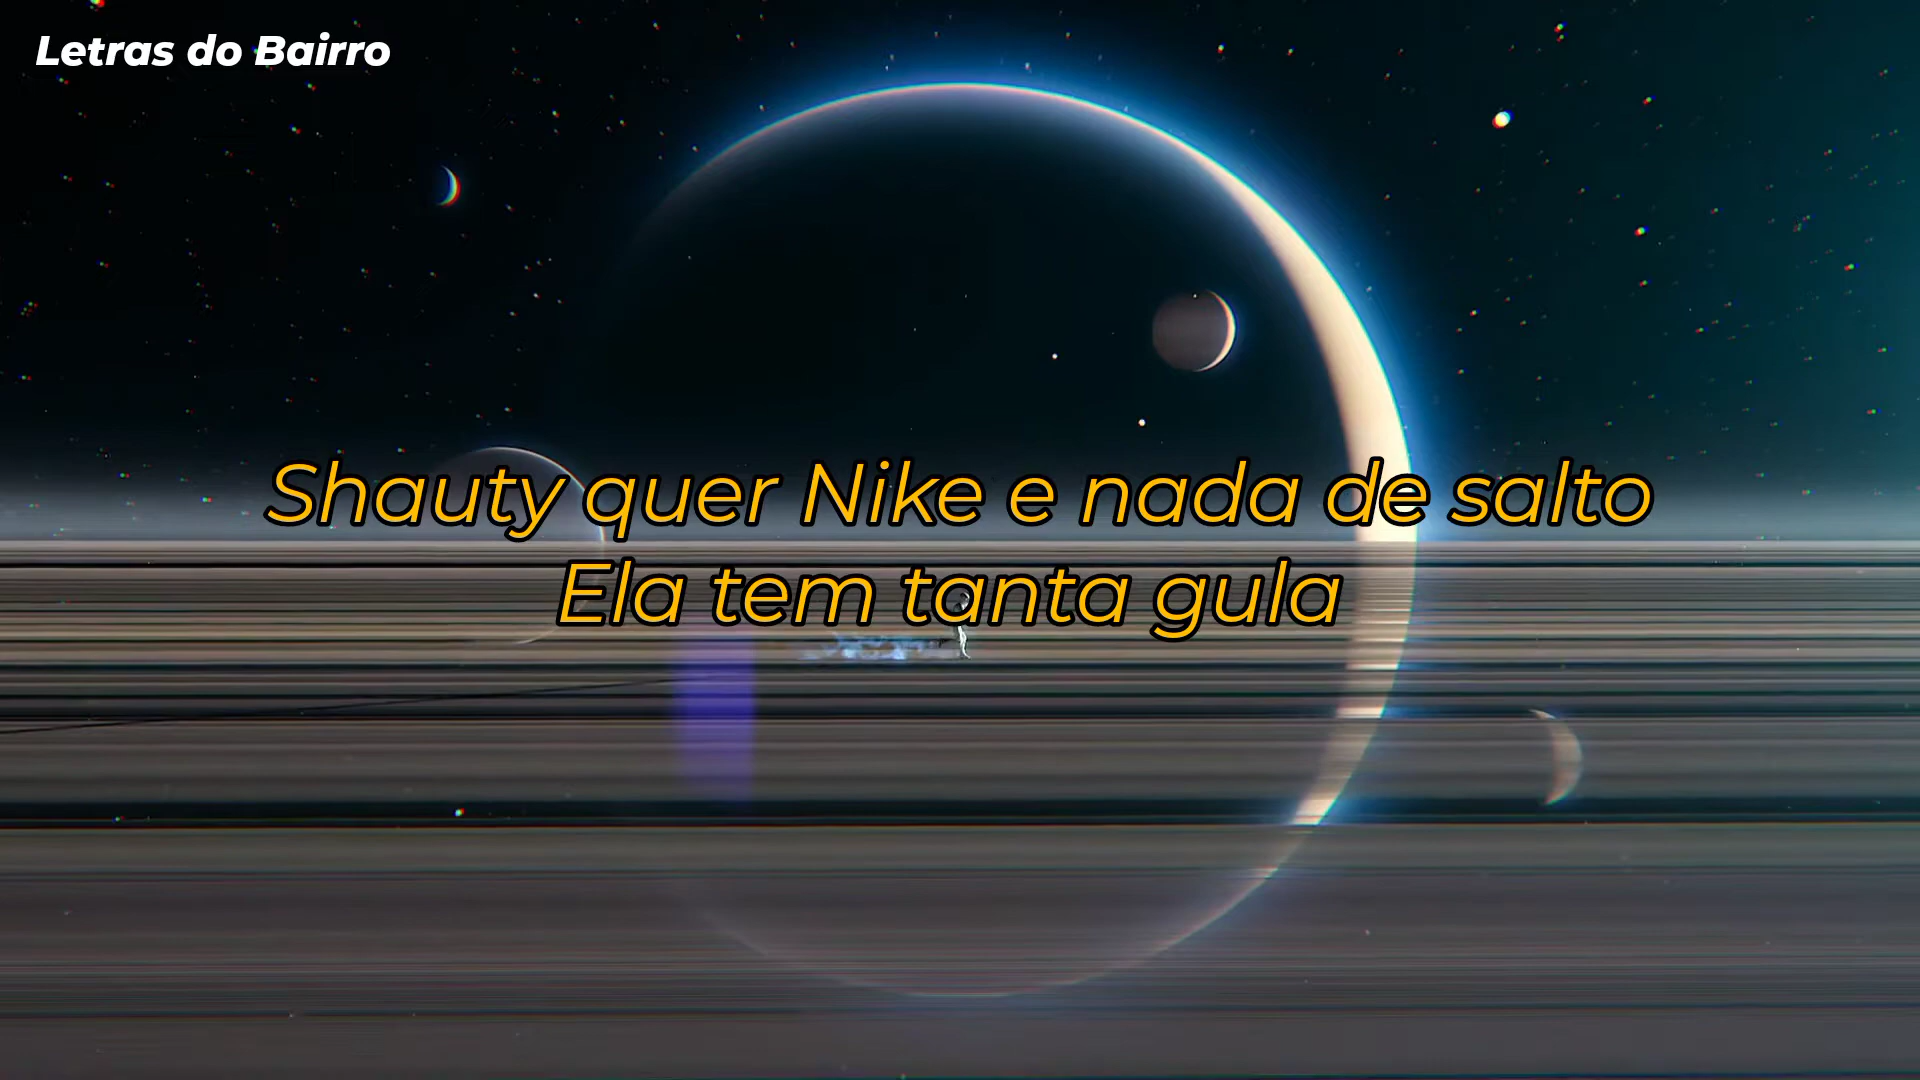 Letras do Bairro
Shauty quer Nike e nada de salto
Ela tem tanta gula